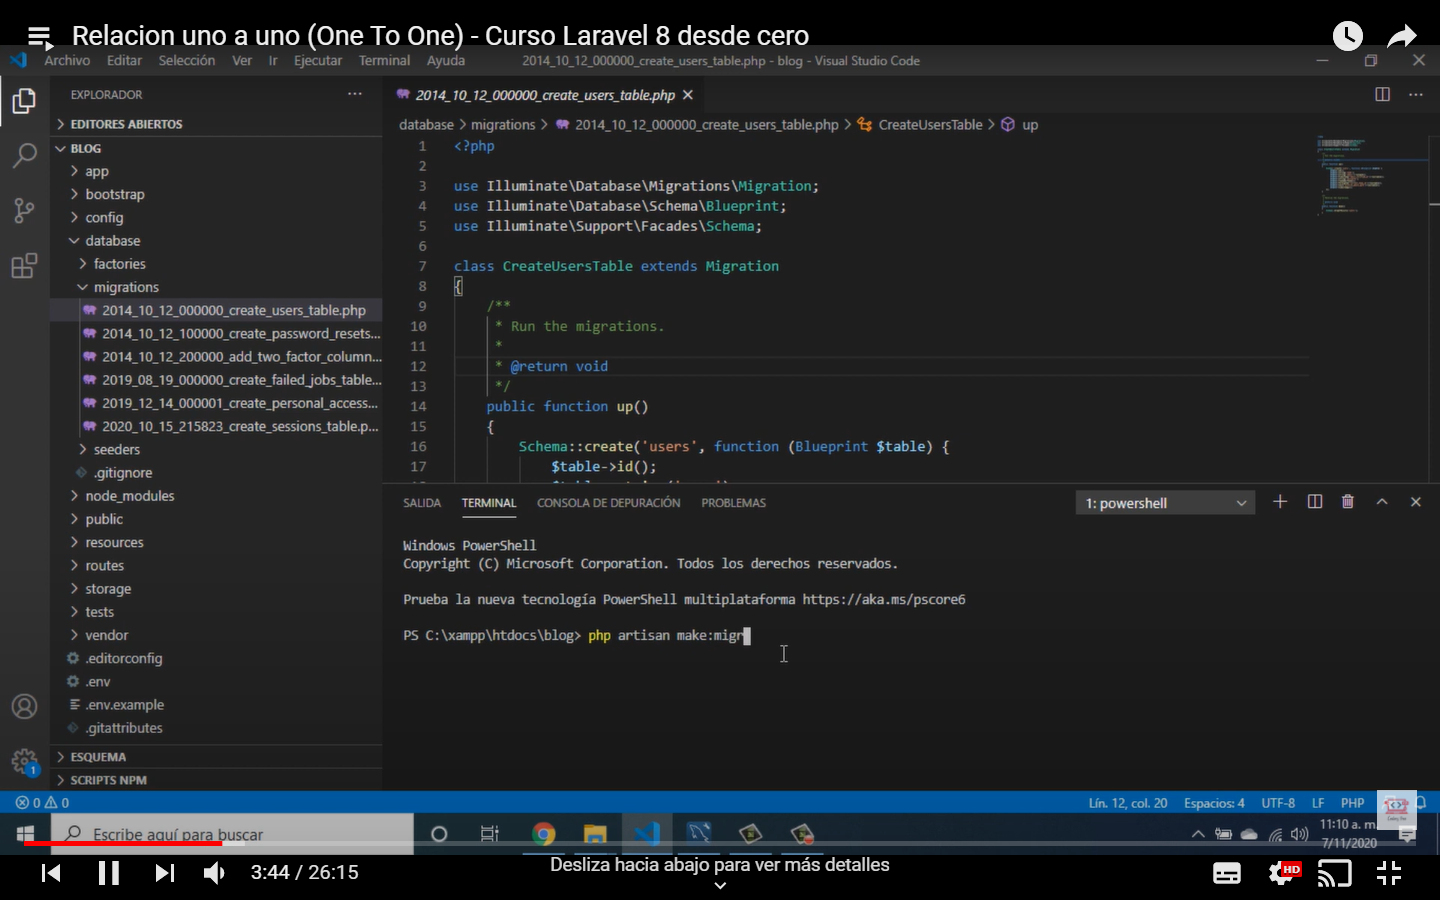 Relacion uno a uno (One To One) - Curso Laravel 8 desde cero
Archivo Editar Selección Ver Ir Ejecutar Terminal Ayuda
2014_10_12_000000_create_users_table.php - blog - Visual Studio Code
EXPLORADOR
EDITORES ABIERTOS
BLOG
app
bootstrap
config
database
factories
migrations
2014_10_12_000000_create_users_table.php
2014_10_12_100000_create_password_resets...
2014_10_12_200000_add_two_factor_column...
2019_08_19_000000_create_failed_jobs_table...
2019_12_14_000001_create_personal_access...
2020_10_15_215823_create_sessions_table.p...
seeders
.gitignore
node_modules
public
resources
routes
storage
tests
vendor
.editorconfig
.env
.env.example
.gitattributes
ESQUEMA
SCRIPTS NPM
1
2014_10_12_000000_create_users_table.php
database > migrations > 2014_10_12_000000_create_users_table.php > CreateUsersTable > up
1 <?php
2
3 use Illuminate\Database\Migrations\Migration;
4 use Illuminate\Database\Schema\Blueprint;
5 use Illuminate\Support\Facades\Schema;
6
7 class CreateUsersTable extends Migration
8 {
9 /**
10 * Run the migrations.
11 *
12 * @return void
13 */
14 public function up()
15 {
16 Schema::create('users', function (Blueprint $table) {
17 $table->id();
SALIDA TERMINAL CONSOLA DE DEPURACIÓN PROBLEMAS
1: powershell
Windows PowerShell
Copyright (C) Microsoft Corporation. Todos los derechos reservados.
Prueba la nueva tecnología PowerShell multiplataforma https://aka.ms/pscore6
PS C:\xampp\htdocs\blog> php artisan make:migr
0 0
Lín. 12, col. 20 Espacios: 4 UTF-8 LF PHP
Escribe aquí para buscar
11:10 a. m.
7/11/2020
3:44 / 26:15
Desliza hacia abajo para ver más detalles
HD